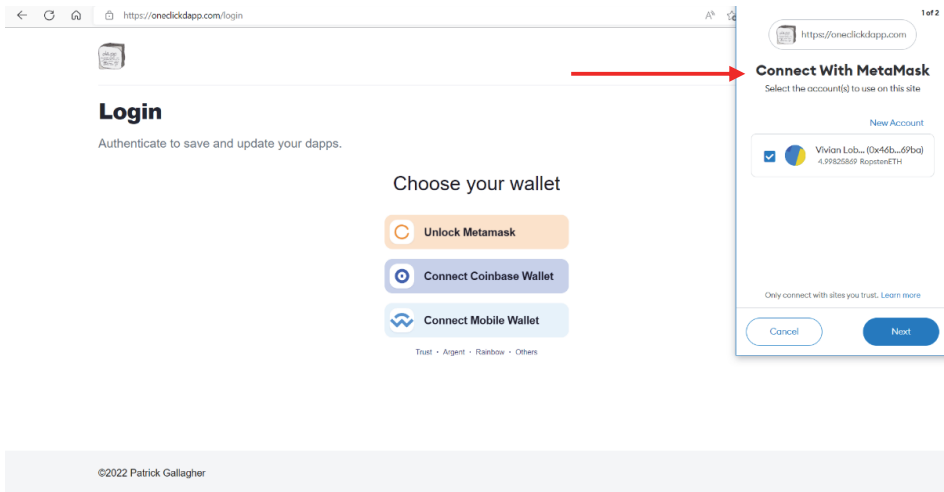 https://oneclickdapp.com/login
1 of 2
https://oneclickdapp.com
Connect With MetaMask
Select the account(s) to use on this site
New Account
Vivian Lob... (0x46b...69ba)
4.99825869 RopstenETH
Only connect with sites you trust. Learn more
Cancel
Next
Login
Authenticate to save and update your dapps.
Choose your wallet
Unlock Metamask
Connect Coinbase Wallet
Connect Mobile Wallet
Trust • Argent • Rainbow • Others
©2022 Patrick Gallagher